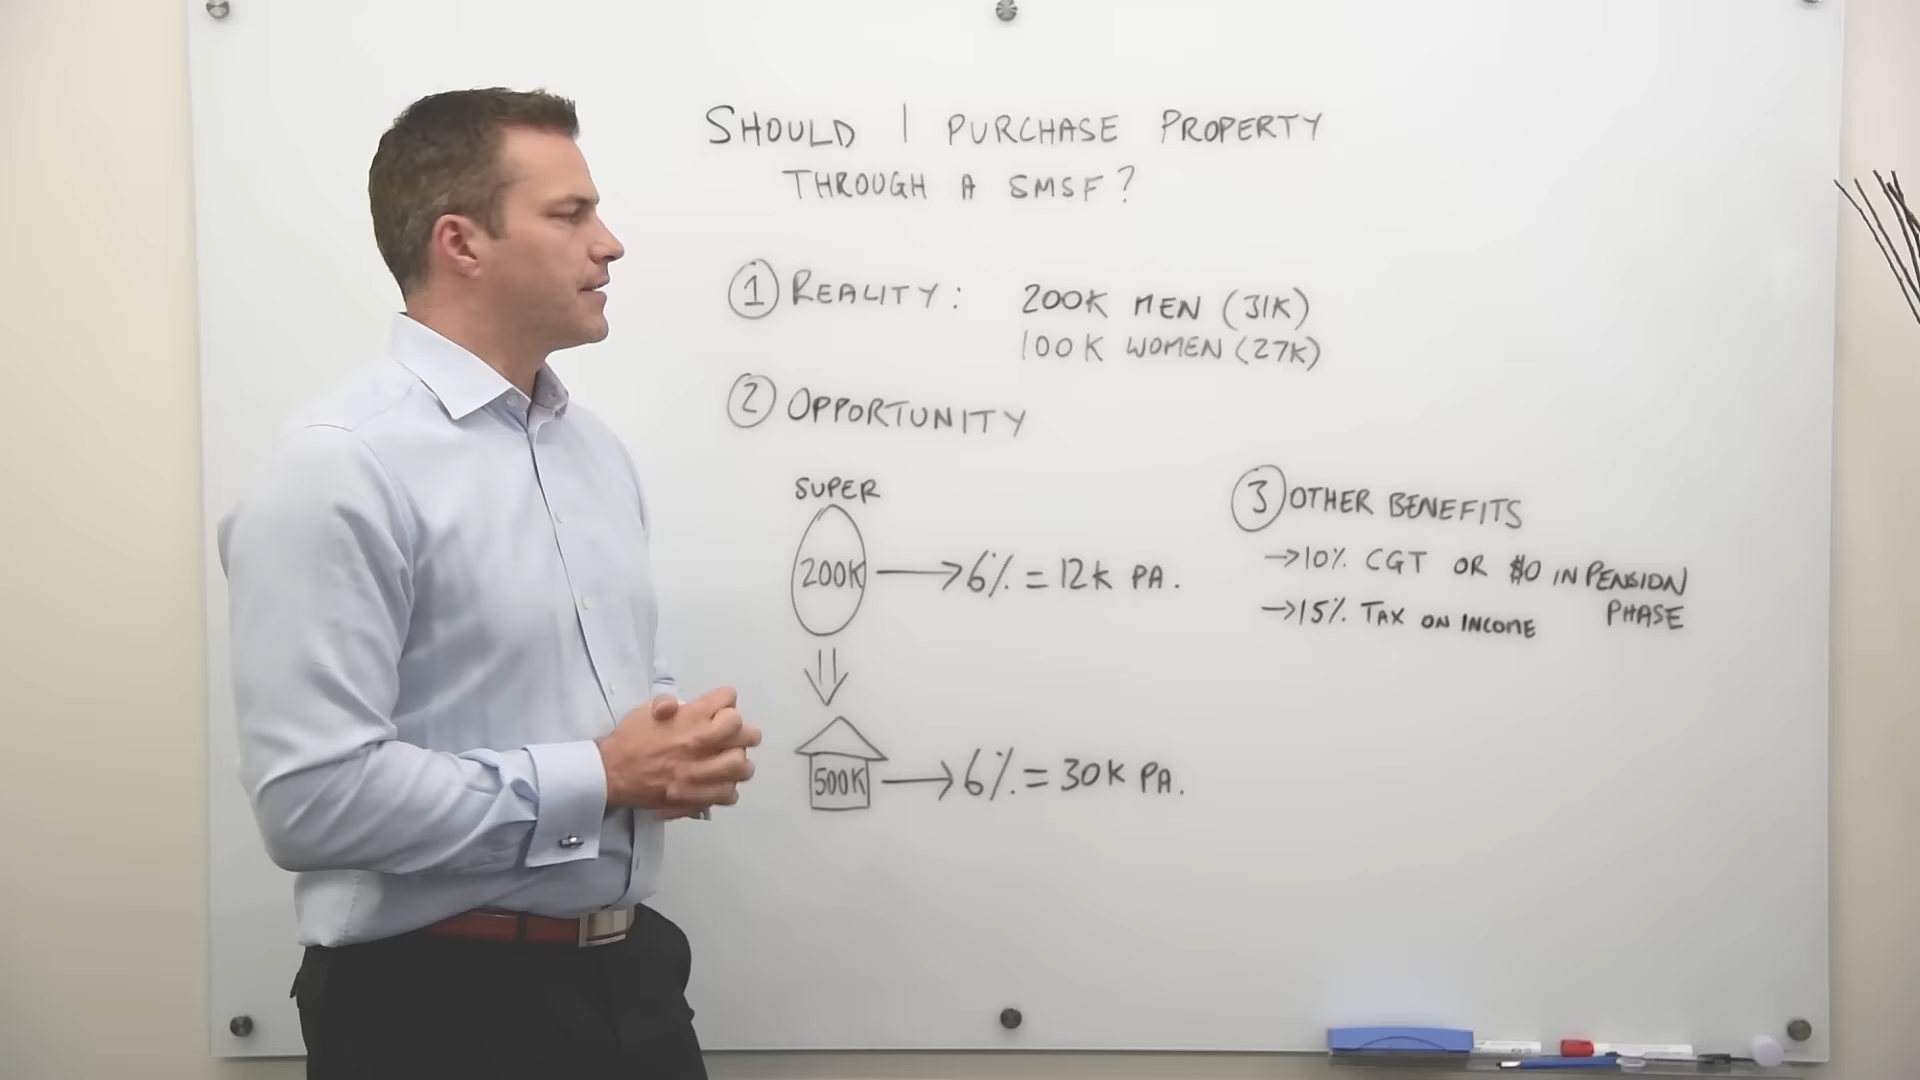 SHOULD I PURCHASE PROPERTY
THROUGH A SMSF?
1 REALITY: 200K MEN (31K)
100K WOMEN (27K)
2 OPPORTUNITY
SUPER
200K → 6% = 12K PA.
500K → 6% = 30K PA.
3 OTHER BENEFITS
→ 10% CGT OR $0 IN PENSION
PHASE
→ 15% TAX ON INCOME